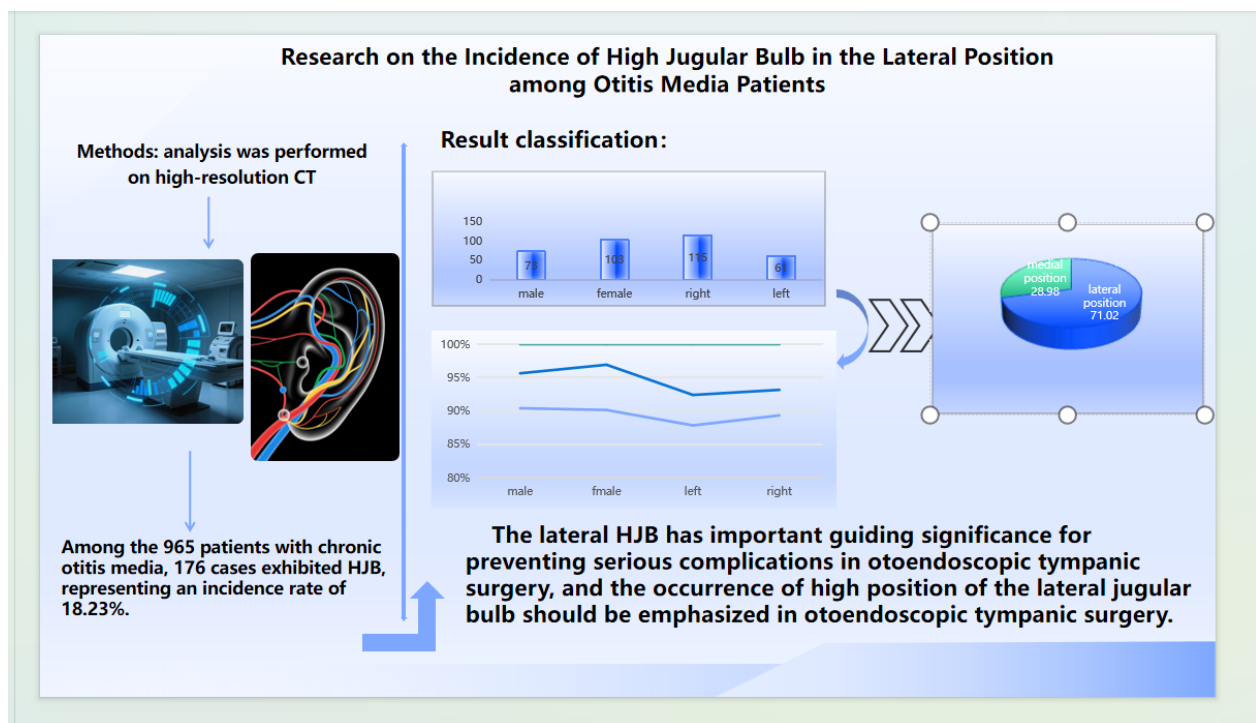 Research on the Incidence of High Jugular Bulb in the Lateral Position
among Otitis Media Patients
Methods: analysis was performed
on high-resolution CT
Among the 965 patients with chronic
otitis media, 176 cases exhibited HJB,
representing an incidence rate of
18.23%.
Result classification:
150
100
50
0
73
103
115
61
male
female
right
left
100%
95%
90%
85%
80%
male
fmale
left
right
medial
position
28.98
lateral
position
71.02
The lateral HJB has important guiding significance for
preventing serious complications in otoendoscopic tympanic
surgery, and the occurrence of high position of the lateral jugular
bulb should be emphasized in otoendoscopic tympanic surgery.